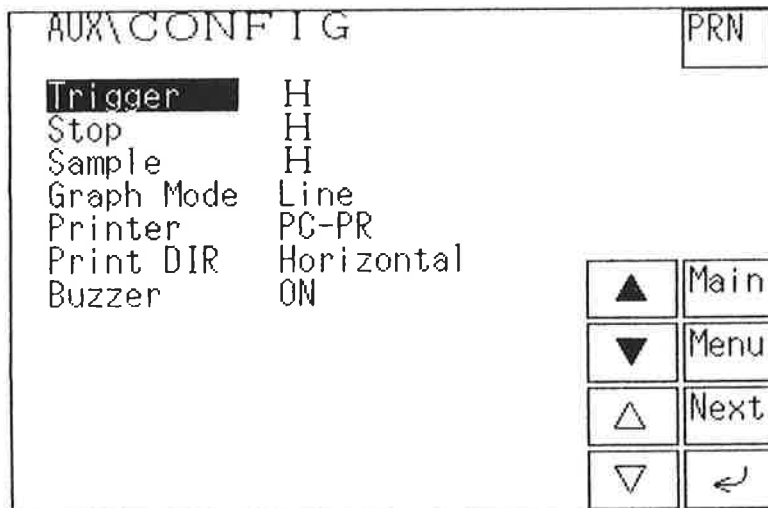 AUX\CONFIG
PRN
Trigger H
Stop H
Sample H
Graph Mode Line
Printer PC-PR
Print DIR Horizontal
Buzzer ON
Main
Menu
Next